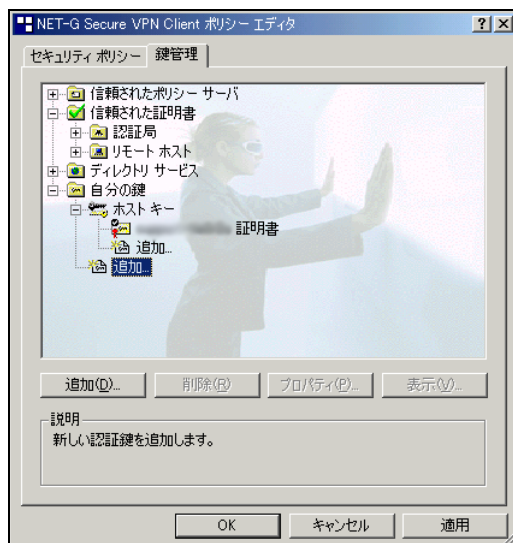 NET-G Secure VPN Client ポリシー エディタ
セキュリティ ポリシー 鍵管理
信頼されたポリシー サーバ
信頼された証明書
認証局
リモート ホスト
ディレクトリ サービス
自分の鍵
ホスト キー
証明書
追加...
追加...
追加(D)... 削除(R) プロパティ(P)... 表示(V)...
説明
新しい認証鍵を追加します。
OK キャンセル 適用